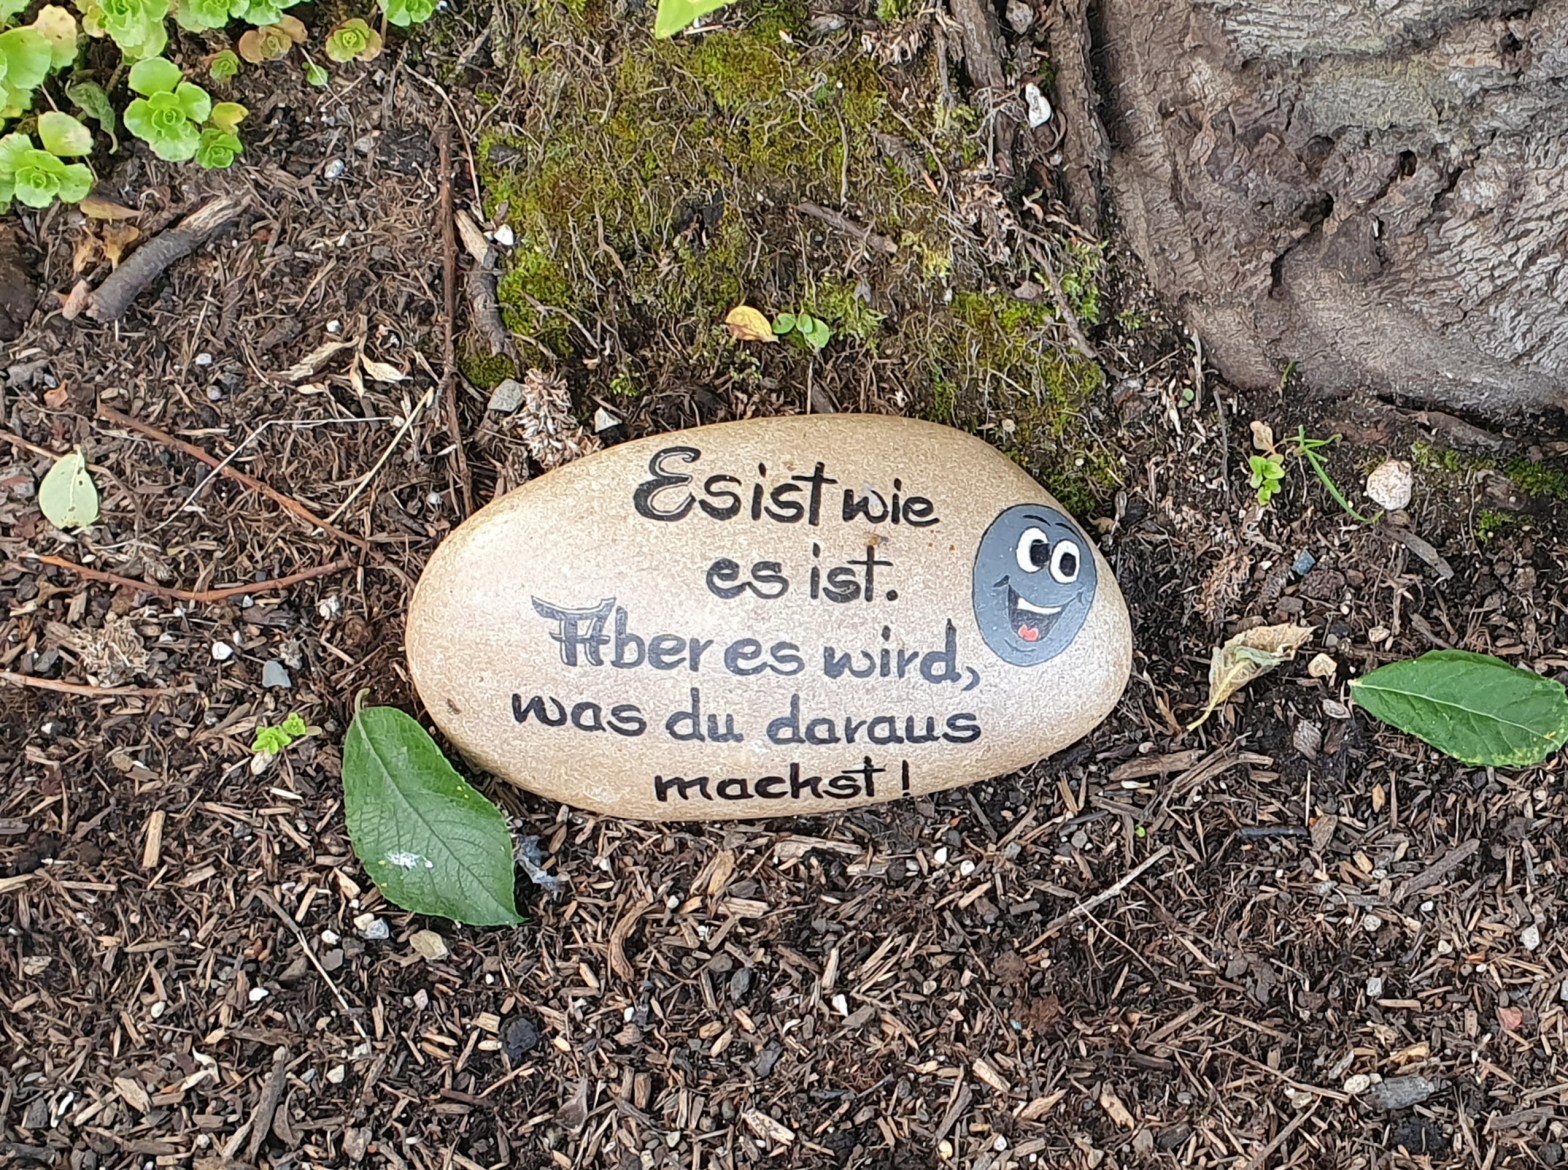 Es ist wie
es ist.
Aber es wird,
was du daraus
machst!